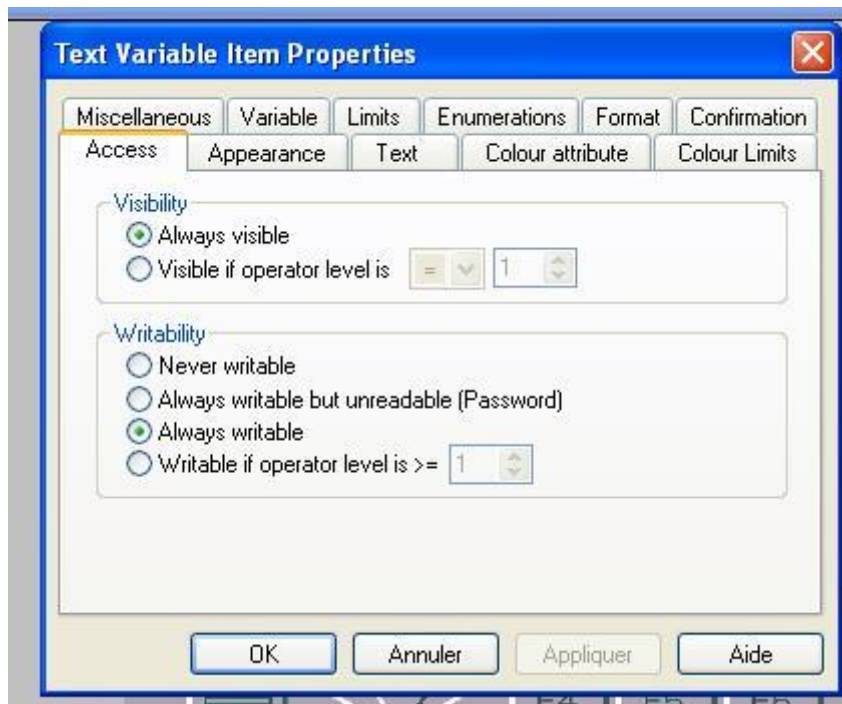 Text Variable Item Properties
Miscellaneous Variable Limits Enumerations Format Confirmation
Access Appearance Text Colour attribute Colour Limits
Visibility
Always visible
Visible if operator level is = 1
Writability
Never writable
Always writable but unreadable (Password)
Always writable
Writable if operator level is >= 1
OK Annuler Appliquer Aide